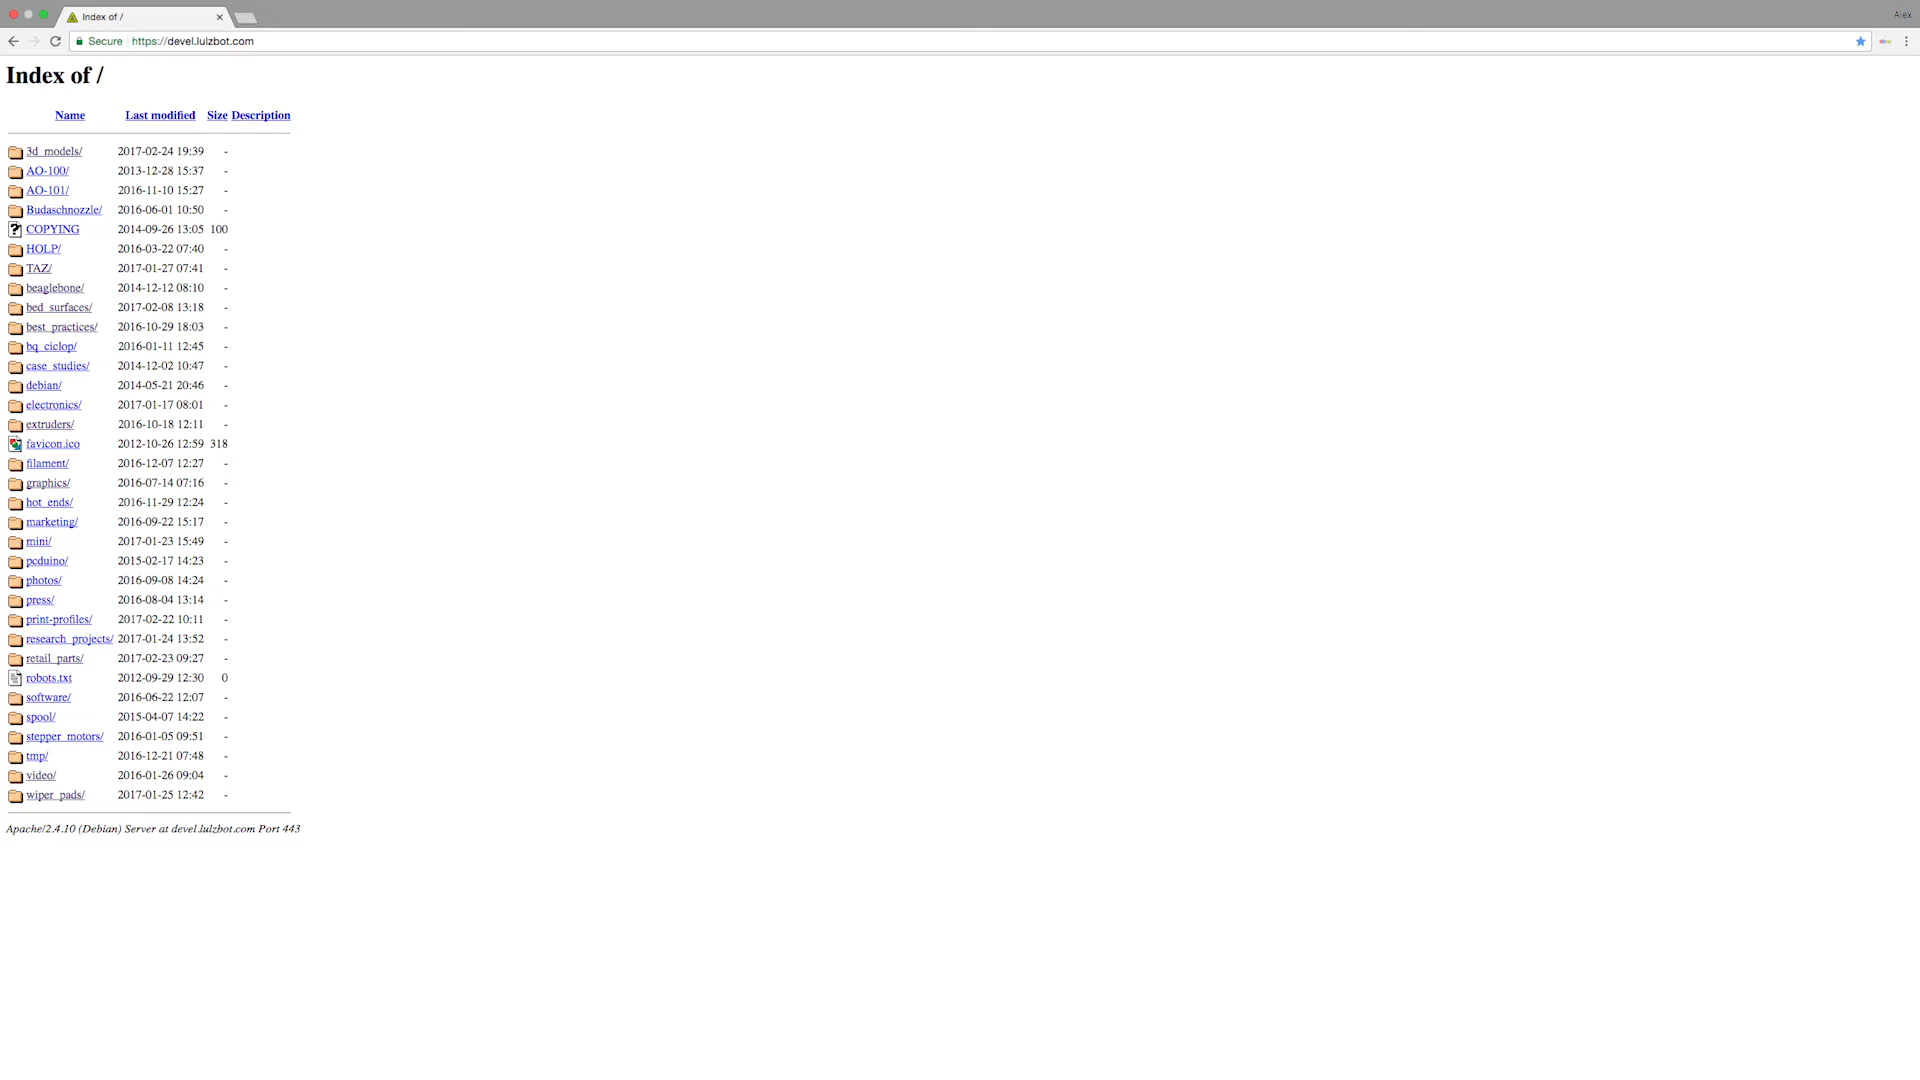 Index of /
Alex
Secure https://devel.lulzbot.com
ebay
Index of /
Name Last modified Size Description
3d_models/ 2017-02-24 19:39 -
AO-100/ 2013-12-28 15:37 -
AO-101/ 2016-11-10 15:27 -
Budaschnozzle/ 2016-06-01 10:50 -
COPYING 2014-09-26 13:05 100
HOLP/ 2016-03-22 07:40 -
TAZ/ 2017-01-27 07:41 -
beaglebone/ 2014-12-12 08:10 -
bed_surfaces/ 2017-02-08 13:18 -
best_practices/ 2016-10-29 18:03 -
bq_ciclop/ 2016-01-11 12:45 -
case_studies/ 2014-12-02 10:47 -
debian/ 2014-05-21 20:46 -
electronics/ 2017-01-17 08:01 -
extruders/ 2016-10-18 12:11 -
favicon.ico 2012-10-26 12:59 318
filament/ 2016-12-07 12:27 -
graphics/ 2016-07-14 07:16 -
hot_ends/ 2016-11-29 12:24 -
marketing/ 2016-09-22 15:17 -
mini/ 2017-01-23 15:49 -
pcduino/ 2015-02-17 14:23 -
photos/ 2016-09-08 14:24 -
press/ 2016-08-04 13:14 -
print-profiles/ 2017-02-22 10:11 -
research_projects/ 2017-01-24 13:52 -
retail_parts/ 2017-02-23 09:27 -
robots.txt 2012-09-29 12:30 0
software/ 2016-06-22 12:07 -
spool/ 2015-04-07 14:22 -
stepper_motors/ 2016-01-05 09:51 -
tmp/ 2016-12-21 07:48 -
video/ 2016-01-26 09:04 -
wiper_pads/ 2017-01-25 12:42 -
Apache/2.4.10 (Debian) Server at devel.lulzbot.com Port 443